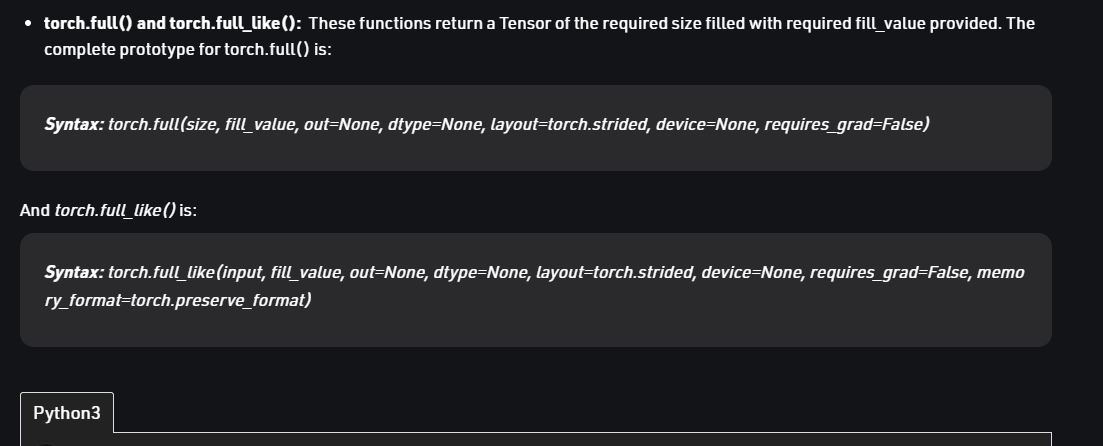 • torch.full() and torch.full_like(): These functions return a Tensor of the required size filled with required fill_value provided. The
complete prototype for torch.full() is:
Syntax: torch.full(size, fill_value, out=None, dtype=None, layout=torch.strided, device=None, requires_grad=False)
And torch.full_like() is:
Syntax: torch.full_like(input, fill_value, out=None, dtype=None, layout=torch.strided, device=None, requires_grad=False, memo
ry_format=torch.preserve_format)
Python3